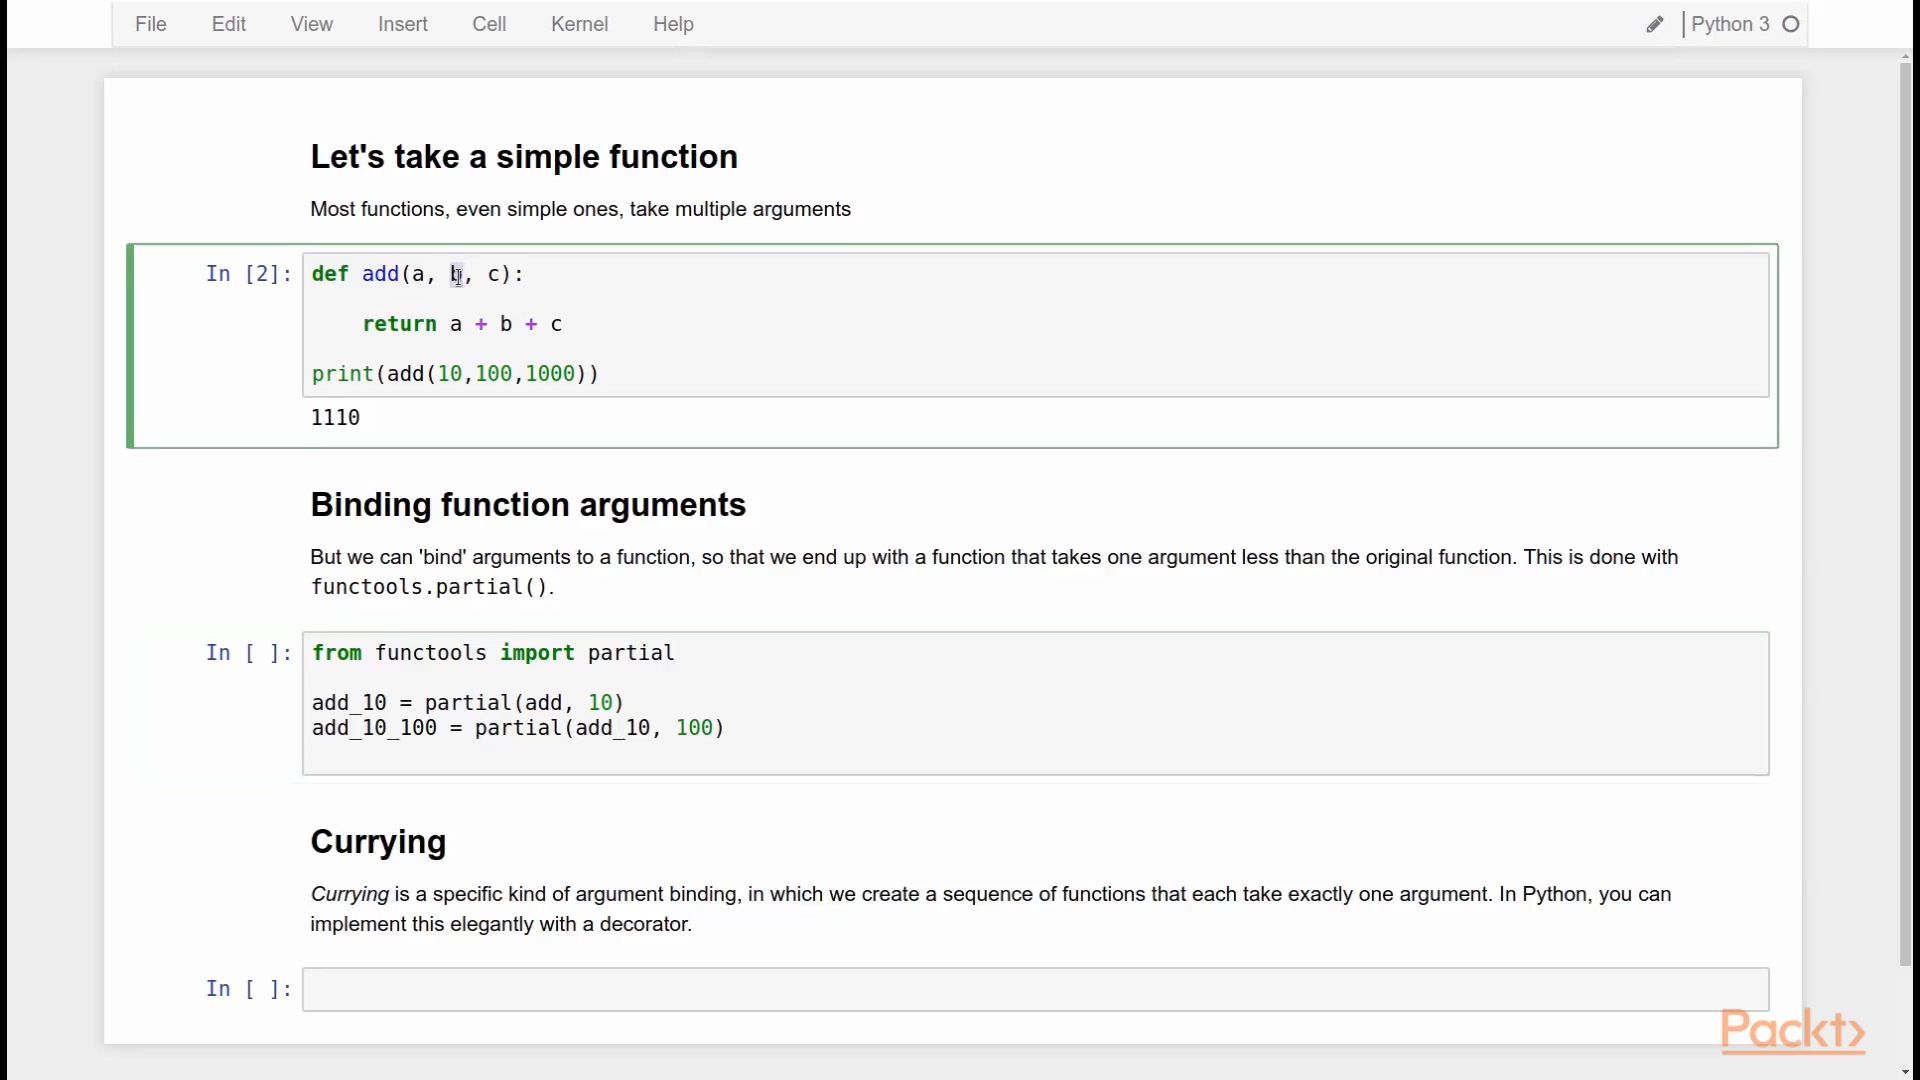 File Edit View Insert Cell Kernel Help Python 3
Let's take a simple function
Most functions, even simple ones, take multiple arguments
In [2]: def add(a, b, c):
return a + b + c
print(add(10,100,1000))
1110
Binding function arguments
But we can 'bind' arguments to a function, so that we end up with a function that takes one argument less than the original function. This is done with
functools.partial().
In [ ]: from functools import partial
add_10 = partial(add, 10)
add_10_100 = partial(add_10, 100)
Currying
Currying is a specific kind of argument binding, in which we create a sequence of functions that each take exactly one argument. In Python, you can
implement this elegantly with a decorator.
In [ ]:
Packt>